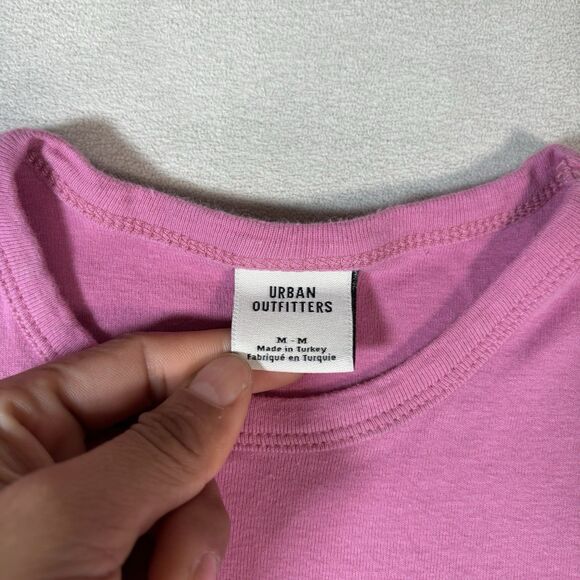 URBAN
OUTFITTERS
M - M
Made in Turkey
Fabriqué en Turquie